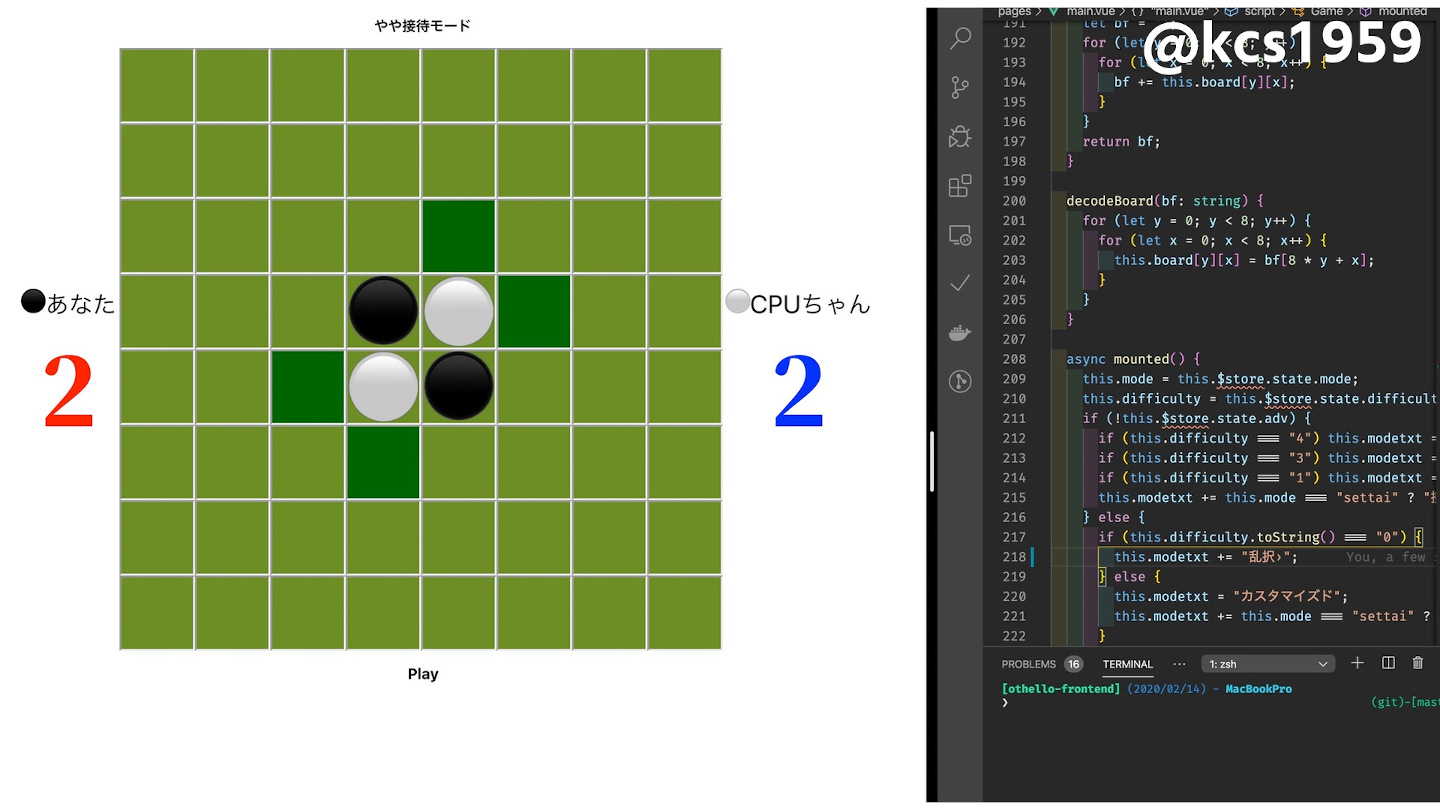 やや接待モード
あなた
2
CPUちゃん
2
Play
@kcs1959
pages > main.vue > {} "main.vue" > script > Game > mounted
191 let bf =
192 for (let y = 0; y < 8; y++)
193 for (let x = 0; x < 8; x++) {
194 bf += this.board[y][x];
195 }
196 }
197 return bf;
198 }
199
200 decodeBoard(bf: string) {
201 for (let y = 0; y < 8; y++) {
202 for (let x = 0; x < 8; x++) {
203 this.board[y][x] = bf[8 * y + x];
204 }
205 }
206 }
207
208 async mounted() {
209 this.mode = this.$store.state.mode;
210 this.difficulty = this.$store.state.difficult
211 if (!this.$store.state.adv) {
212 if (this.difficulty === "4") this.modetxt =
213 if (this.difficulty === "3") this.modetxt =
214 if (this.difficulty === "1") this.modetxt =
215 this.modetxt += this.mode === "settai" ? "
216 } else {
217 if (this.difficulty.toString() === "0") {
218 this.modetxt += "乱択›"; You, a few
219 } else {
220 this.modetxt = "カスタマイズド";
221 this.modetxt += this.mode === "settai" ?
222 }
PROBLEMS 16 TERMINAL ··· 1: zsh
[othello-frontend] (2020/02/14) - MacBookPro
❯ (git)-[mast